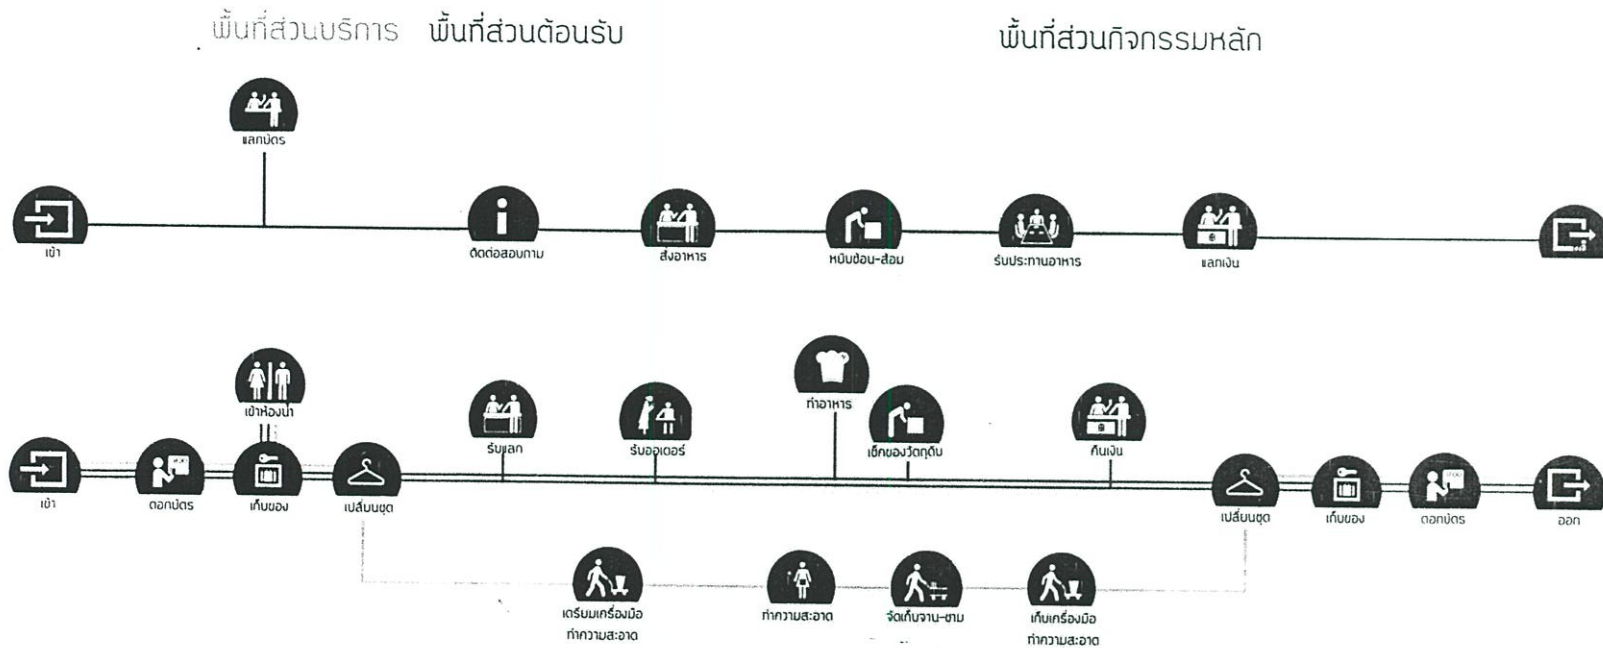 พื้นที่ส่วนบริการ พื้นที่ส่วนต้อนรับ พื้นที่ส่วนกิจกรรมหลัก
แลกบัตร
เข้า
ติดต่อสอบถาม
สั่งอาหาร
หยิบช้อน-ส้อม
รับประทานอาหาร
แลกเงิน
เข้าห้องน้ำ
รับแลก
รับออเดอร์
ทำอาหาร
เช็กของวัตถุดิบ
คืนเงิน
เข้า
ตอกบัตร
เก็บของ
เปลี่ยนชุด
เปลี่ยนชุด
เก็บของ
ตอกบัตร
ออก
เตรียมเครื่องมือ
ทำความสะอาด
ทำความสะอาด
จัดเก็บจาน-ชาม
เก็บเครื่องมือ
ทำความสะอาด